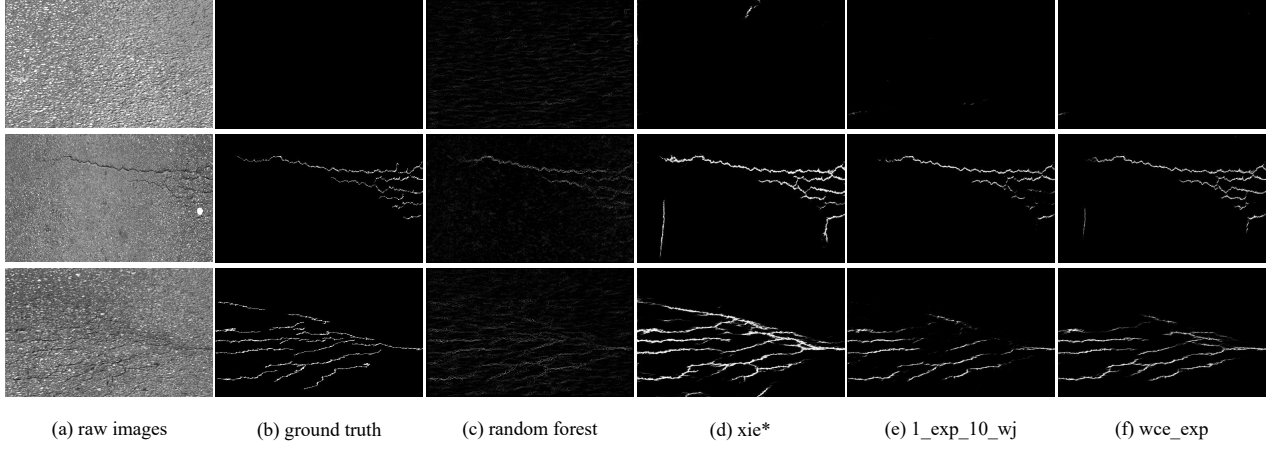 (a) raw images
(b) ground truth
(c) random forest
(d) xie*
(e) 1_exp_10_wj
(f) wce_exp